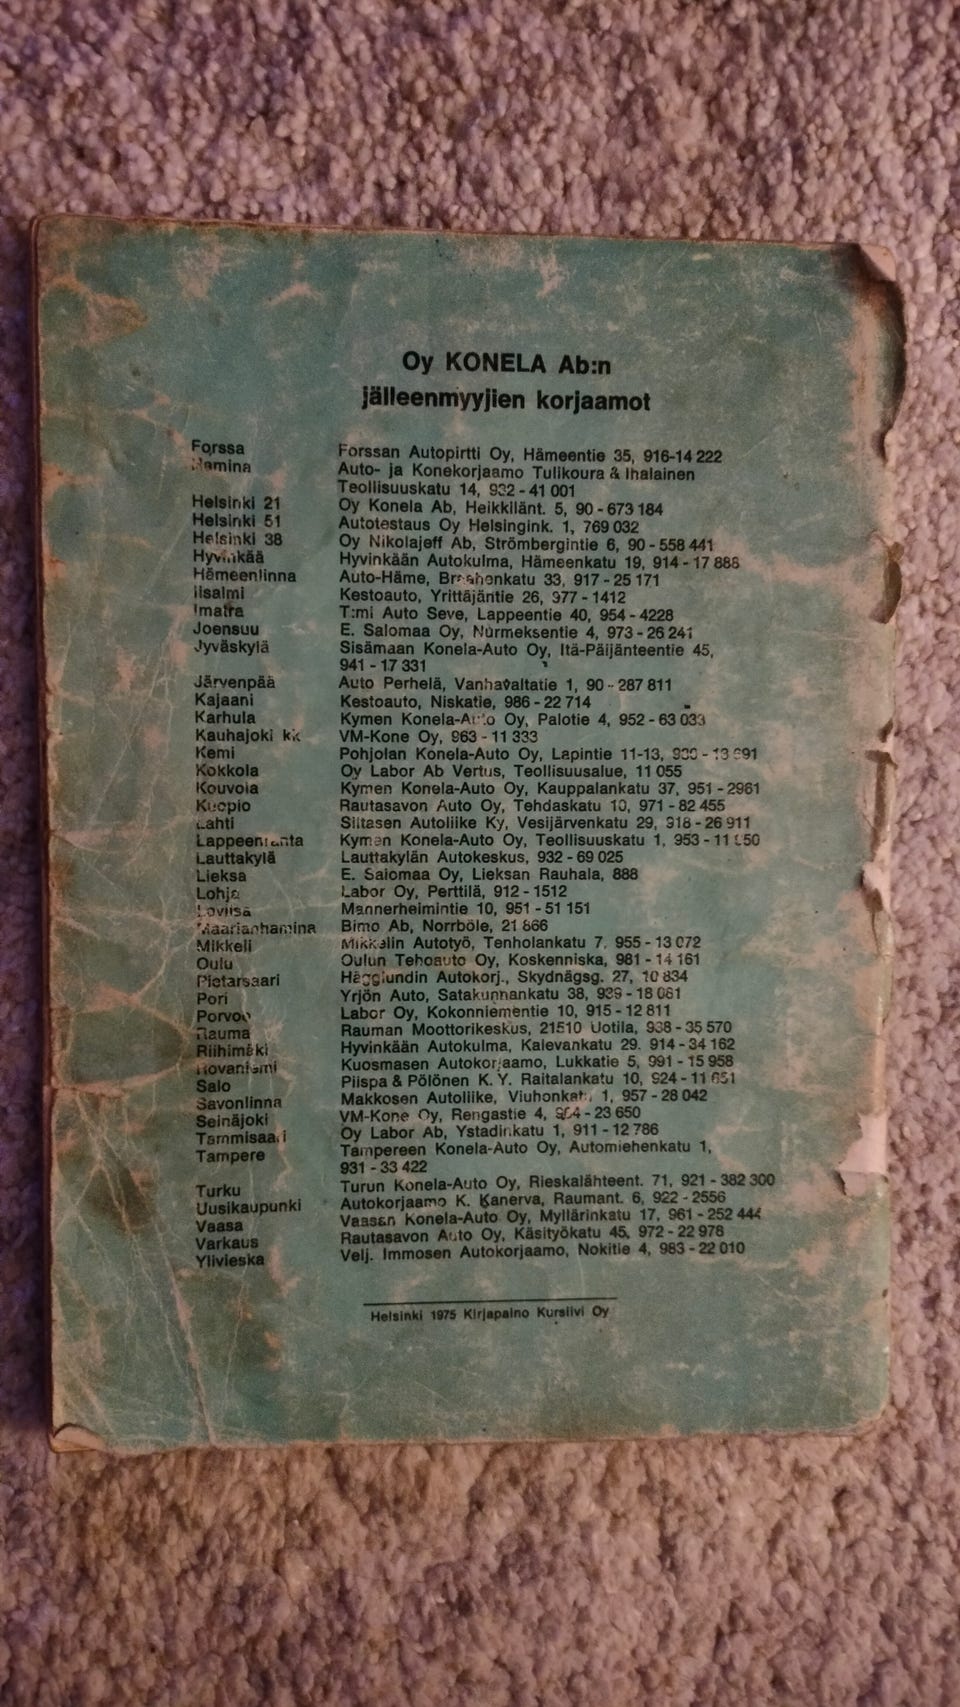 Oy KONELA Ab:n
jälleenmyyjien korjaamot
Forssa Forssan Autopirtti Oy, Hämeentie 35, 916-14 222
Hamina Auto- ja Konekorjaamo Tulikoura & Ihalainen
Teollisuuskatu 14, 952-41 001
Helsinki 21 Oy Konela Ab, Heikkilänt. 5, 90-673 184
Helsinki 51 Autotestaus Oy Helsingink. 1, 769 032
Helsinki 38 Oy Nikolajeff Ab, Strömbergintie 6, 90-558 441
Hyvinkää Hyvinkään Autokulma, Hämeenkatu 19, 914-17 888
Hämeenlinna Auto-Häme, Brahenkatu 33, 917-25 171
Iisalmi Kestoauto, Yrittäjäntie 26, 977-1412
Imatra T:mi Auto Seve, Lappeentie 40, 954-4228
Joensuu E. Salomaa Oy, Nurmeksentie 4, 973-26 241
Jyväskylä Sisämaan Konela-Auto Oy, Itä-Päijänteentie 45,
941-17 331
Järvenpää Auto Perhelä, Vanhavaltatie 1, 90-287 811
Kajaani Kestoauto, Niskatie, 986-22 714
Karhula Kymen Konela-Auto Oy, Palotie 4, 952-63 033
Kauhajoki kk VM-Kone Oy, 963-11 333
Kemi Pohjolan Konela-Auto Oy, Lapintie 11-13,
Kokkola Oy Labor Ab Vertus, Teollisuusalue, 11 055
Kouvola Kymen Konela-Auto Oy, Kauppalankatu 37, 951-2961
Kuopio Rautasavon Auto Oy, Tehdaskatu 10, 971-82 455
Lahti Siitasen Autoliike Ky, Vesijärvenkatu 29, 918-26 911
Lappeenranta Kymen Konela-Auto Oy, Teollisuuskatu 1,
Lauttakylä Lauttakylän Autokeskus, 932-69 025
Lieksa E. Salomaa Oy, Lieksan Rauhala, 888
Lohja Labor Oy, Perttilä, 912-1512
Loviisa Mannerheimintie 10, 951-51 151
Maarianhamina Bimo Ab, Norrböle, 21 866
Mikkeli Mikkelin Autotyö, Tenholankatu 7, 955-13 072
Oulu Oulun Tehoauto Oy, Koskenniska, 981-14 161
Pietarsaari Hägglundin Autokorj., Skydnägsg. 27, 10 834
Pori Yrjön Auto, Satakunnankatu 38, 939-18 061
Porvoo Labor Oy, Kokonniementie 10, 915-12 811
Rauma Rauman Moottorikeskus, 21510 Uotila, 938-35 570
Riihimäki Hyvinkään Autokulma, Kalevankatu 29. 914-34 162
Rovaniemi Kuosmasen Autokorjaamo, Lukkatie 5, 991-15 958
Salo Piispa & Pölönen K.Y. Raitalankatu 10, 924-11 651
Savonlinna Makkosen Autoliike, Viuhonkatu 1, 957-28 042
Seinäjoki VM-Kone Oy, Rengastie 4, 964-23 650
Tammisaari Oy Labor Ab, Ystadinkatu 1, 911-12 786
Tampere Tampereen Konela-Auto Oy, Automiehenkatu 1,
931-33 422
Turku Turun Konela-Auto Oy, Rieskalähteent. 71, 921-382 300
Uusikaupunki Autokorjaamo K. Kanerva, Raumant. 6, 922-2556
Vaasa Vaasan Konela-Auto Oy, Myllärinkatu 17, 961-252 444
Varkaus Rautasavon Auto Oy, Käsityökatu 45, 972-22 978
Ylivieska Velj. Immosen Autokorjaamo, Nokitie 4, 983-22 010
Helsinki 1975 Kirjapaino Kursiivi Oy